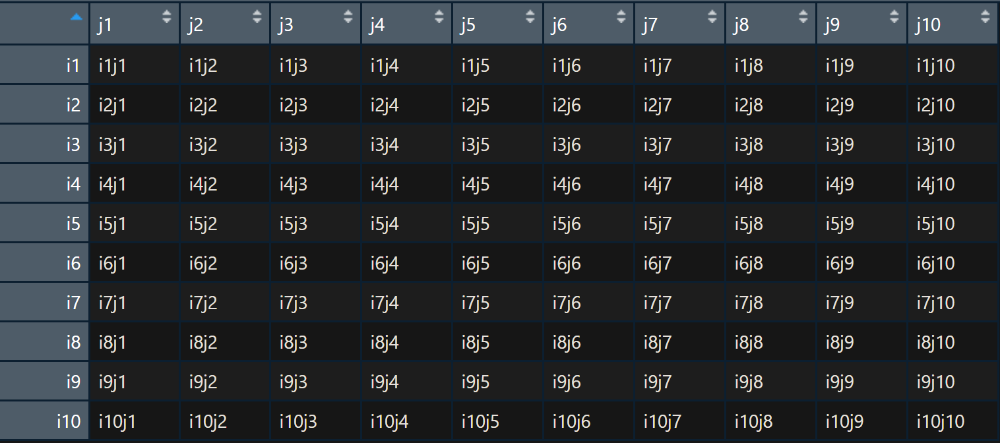 j1 j2 j3 j4 j5 j6 j7 j8 j9 j10
i1 i1j1 i1j2 i1j3 i1j4 i1j5 i1j6 i1j7 i1j8 i1j9 i1j10
i2 i2j1 i2j2 i2j3 i2j4 i2j5 i2j6 i2j7 i2j8 i2j9 i2j10
i3 i3j1 i3j2 i3j3 i3j4 i3j5 i3j6 i3j7 i3j8 i3j9 i3j10
i4 i4j1 i4j2 i4j3 i4j4 i4j5 i4j6 i4j7 i4j8 i4j9 i4j10
i5 i5j1 i5j2 i5j3 i5j4 i5j5 i5j6 i5j7 i5j8 i5j9 i5j10
i6 i6j1 i6j2 i6j3 i6j4 i6j5 i6j6 i6j7 i6j8 i6j9 i6j10
i7 i7j1 i7j2 i7j3 i7j4 i7j5 i7j6 i7j7 i7j8 i7j9 i7j10
i8 i8j1 i8j2 i8j3 i8j4 i8j5 i8j6 i8j7 i8j8 i8j9 i8j10
i9 i9j1 i9j2 i9j3 i9j4 i9j5 i9j6 i9j7 i9j8 i9j9 i9j10
i10 i10j1 i10j2 i10j3 i10j4 i10j5 i10j6 i10j7 i10j8 i10j9 i10j10